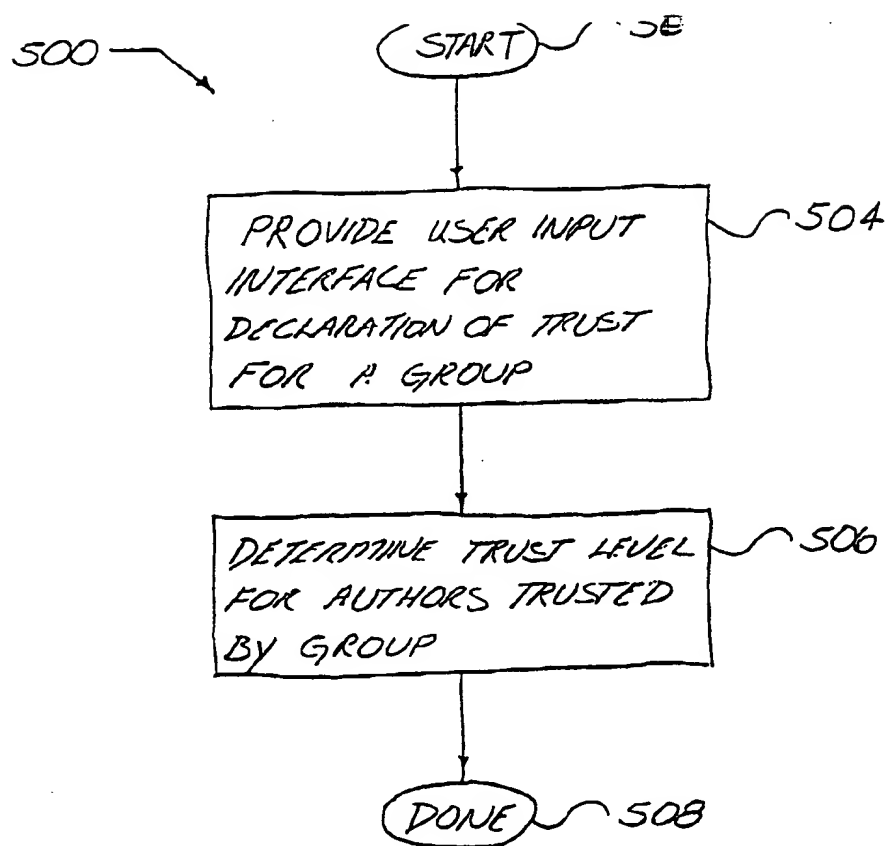 500
START
PROVIDE USER INPUT
INTERFACE FOR
DECLARATION OF TRUST
FOR A GROUP
504
DETERMINE TRUST LEVEL
FOR AUTHORS TRUSTED
BY GROUP
506
DONE
508